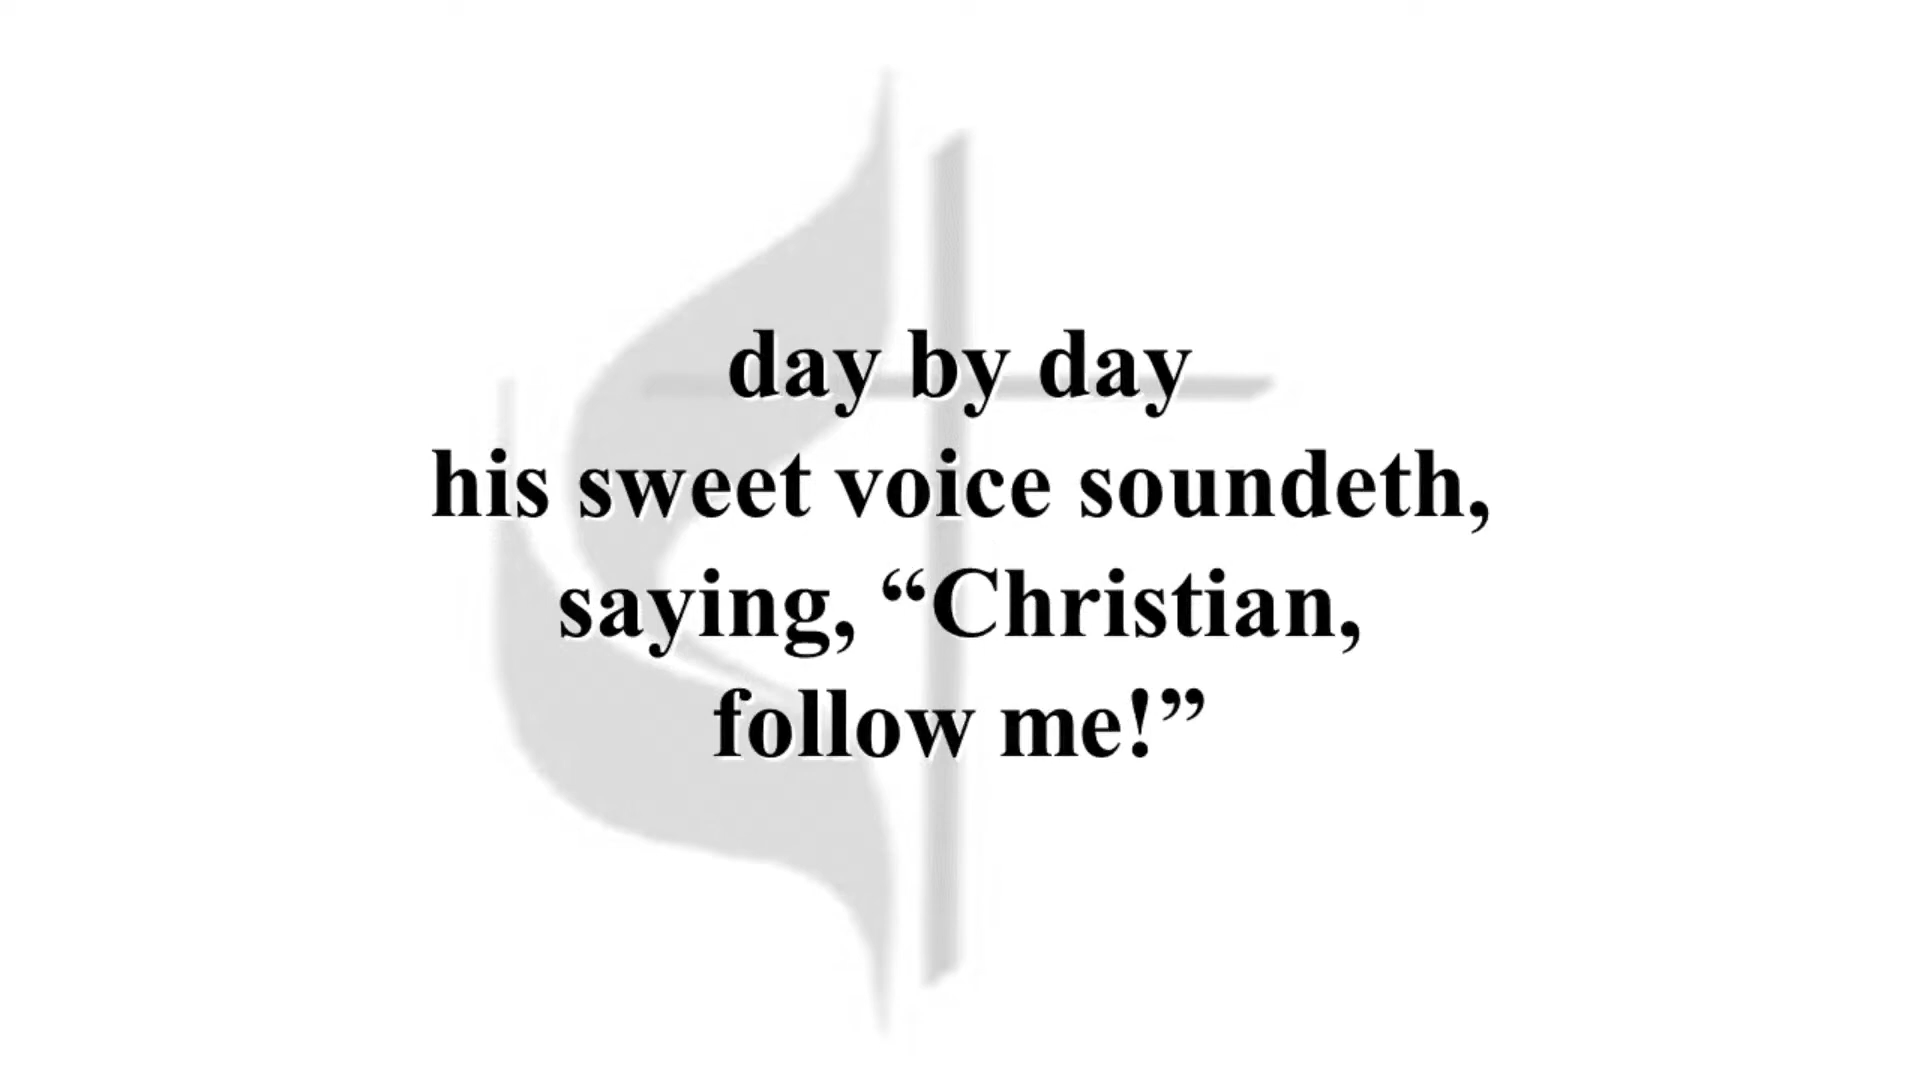 day by day
his sweet voice soundeth,
saying, “Christian,
follow me!”